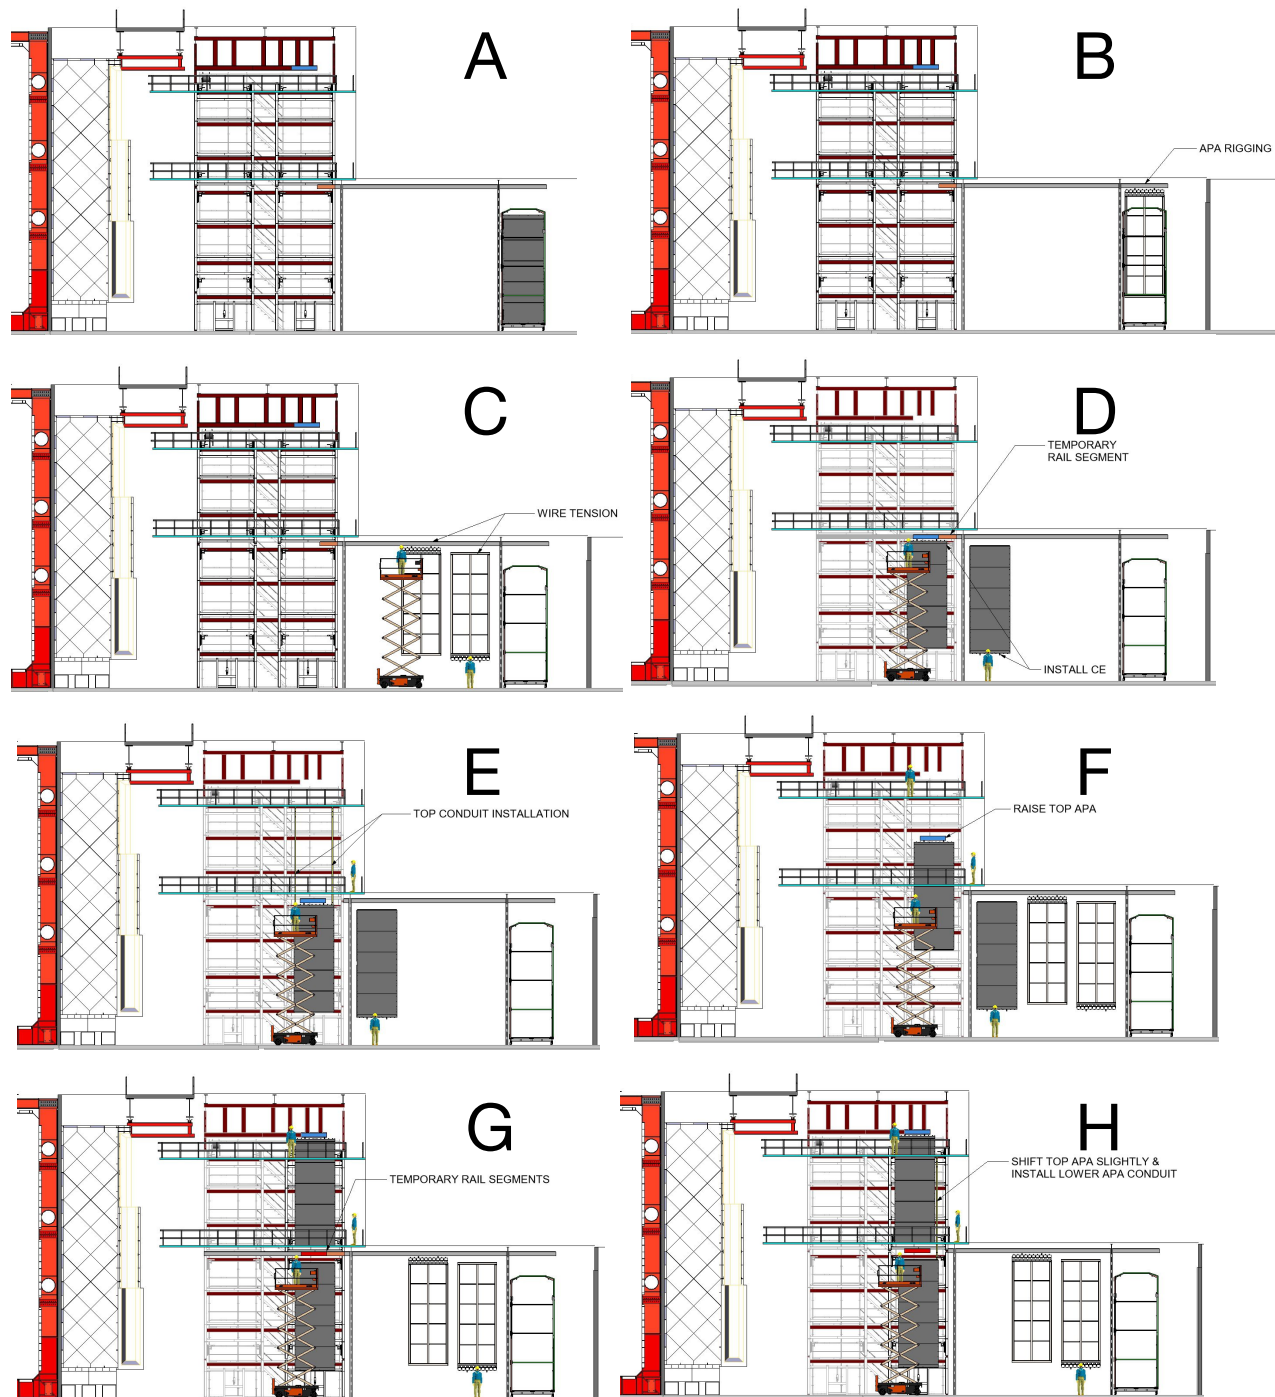 A
B
APA RIGGING
C
WIRE TENSION
D
TEMPORARY
RAIL SEGMENT
INSTALL CE
E
TOP CONDUIT INSTALLATION
F
RAISE TOP APA
G
TEMPORARY RAIL SEGMENTS
H
SHIFT TOP APA SLIGHTLY &
INSTALL LOWER APA CONDUIT